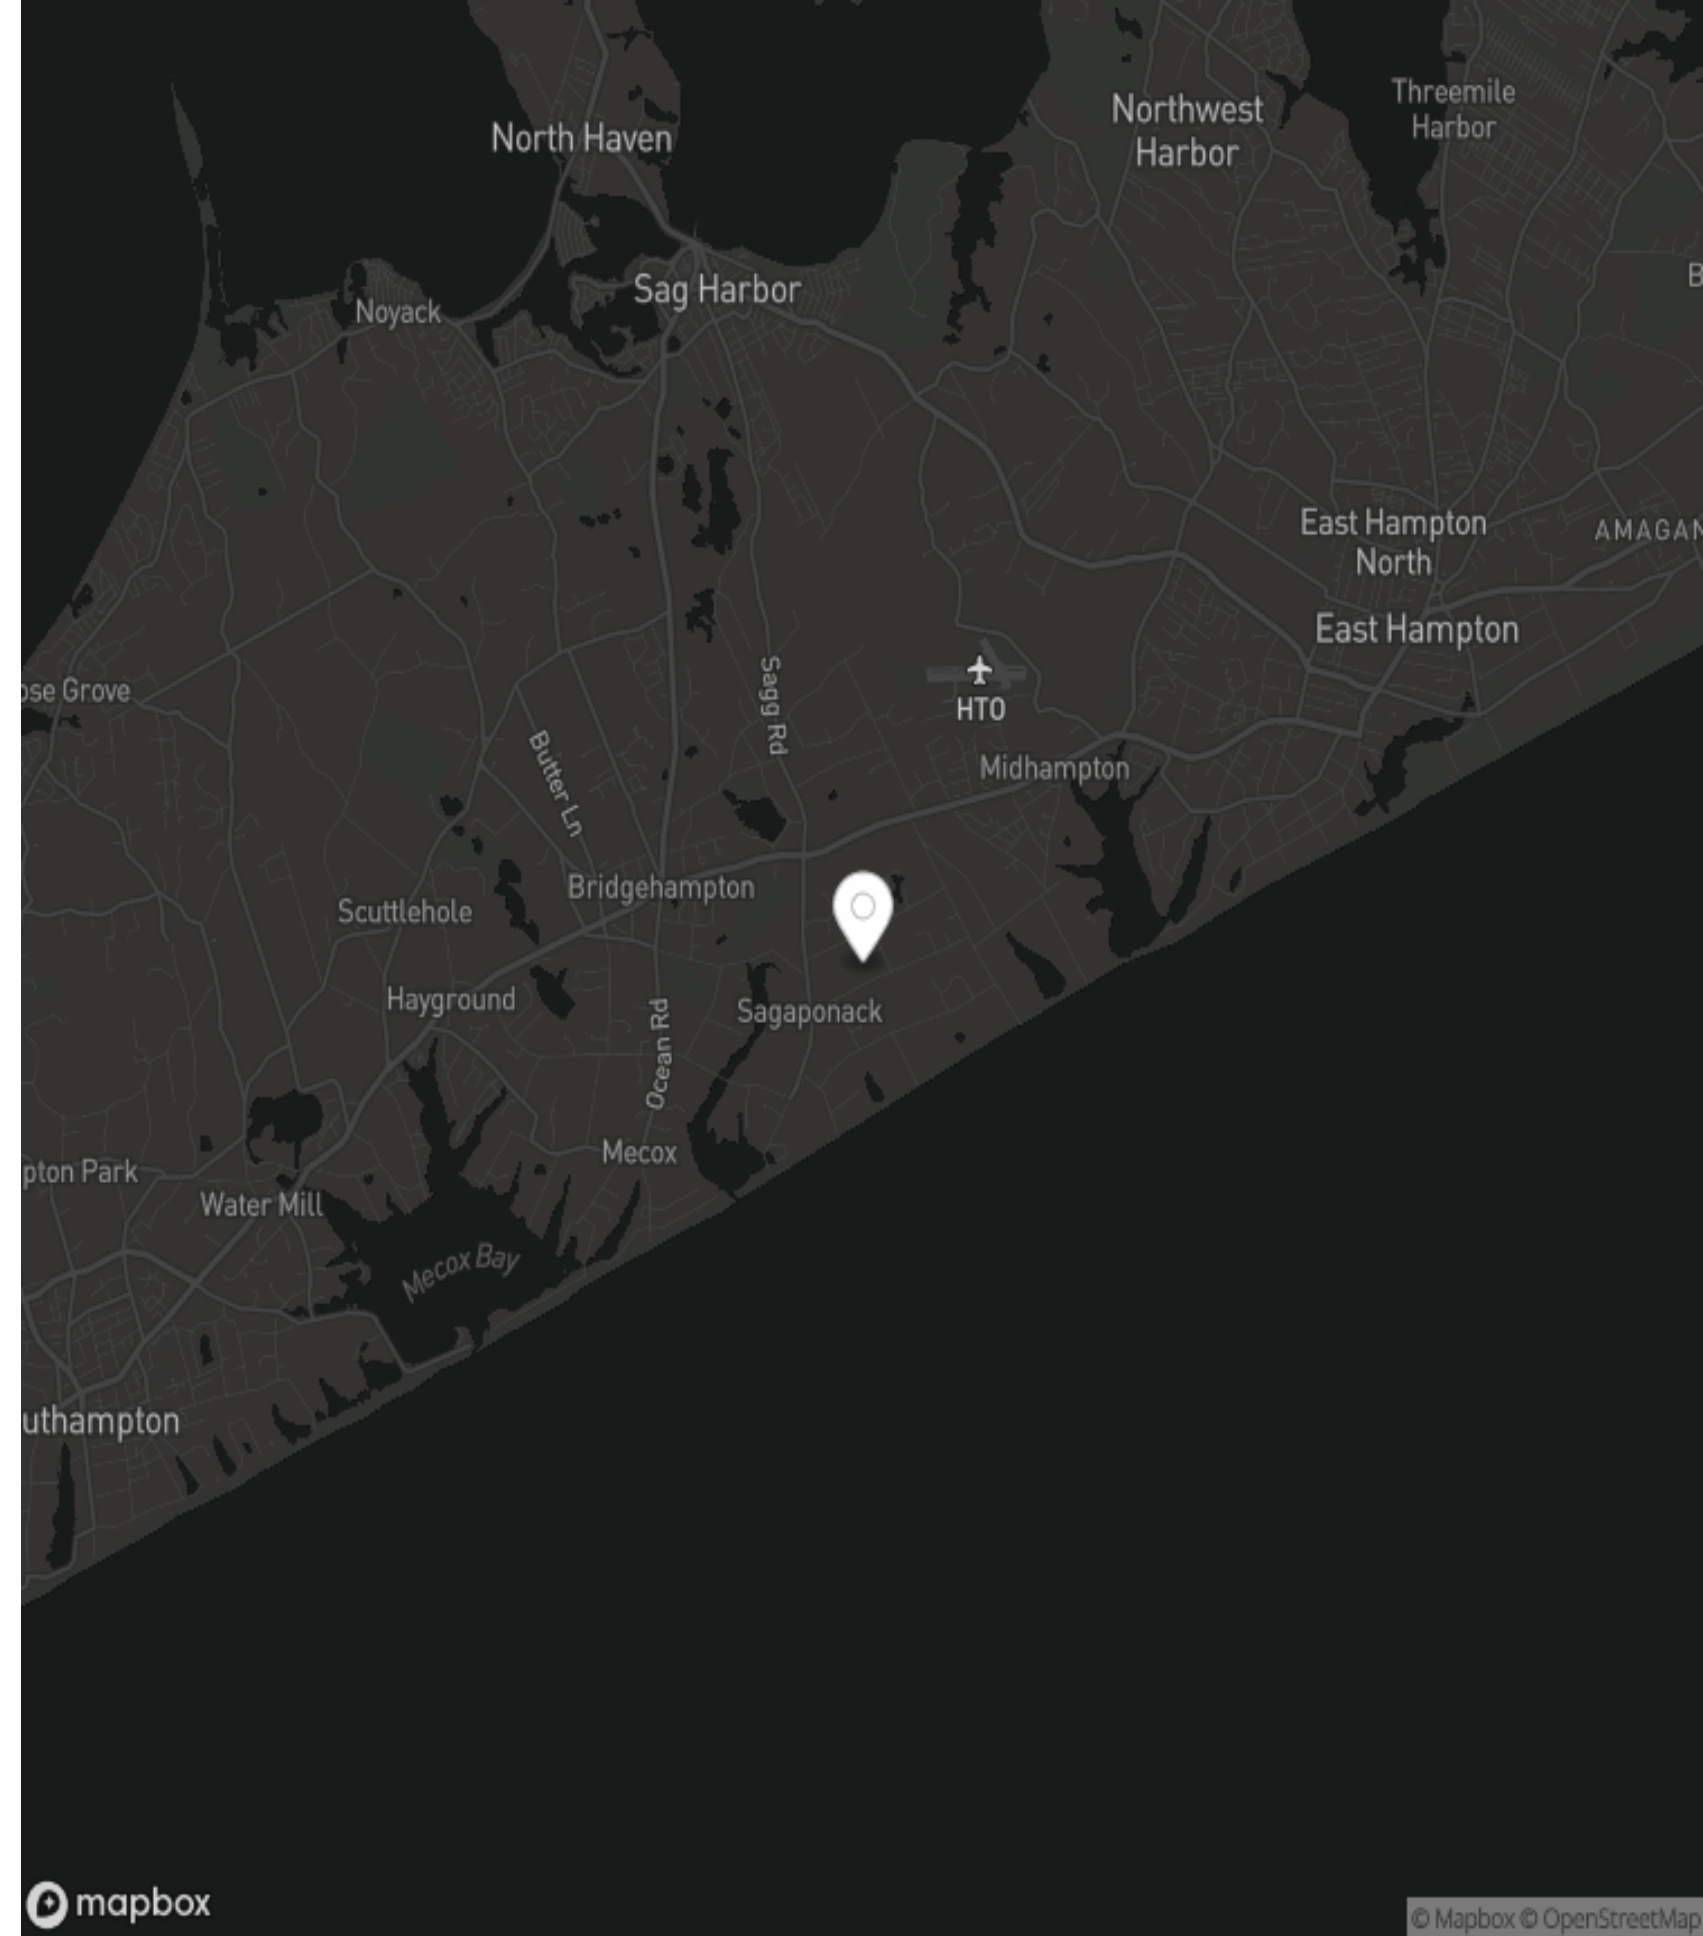 Northwest
Harbor
Threemile
Harbor
North Haven
Sag Harbor
Noyack
B
East Hampton
North
AMAGAN
East Hampton
ose Grove
Sagg Rd
HTO
Butter Ln
Midhampton
Bridgehampton
Scuttlehole
Hayground
Sagaponack
Ocean Rd
Mecox
pton Park
Water Mill
Mecox Bay
uthampton
mapbox
© Mapbox © OpenStreetMap